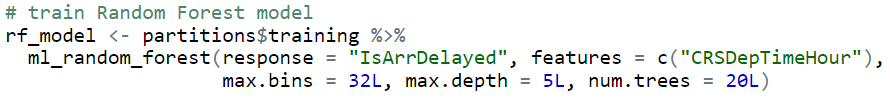 # train Random Forest model
rf_model <- partitions$training %>%
  ml_random_forest(response = "IsArrDelayed", features = c("CRSDepTimeHour"),
                   max.bins = 32L, max.depth = 5L, num.trees = 20L)